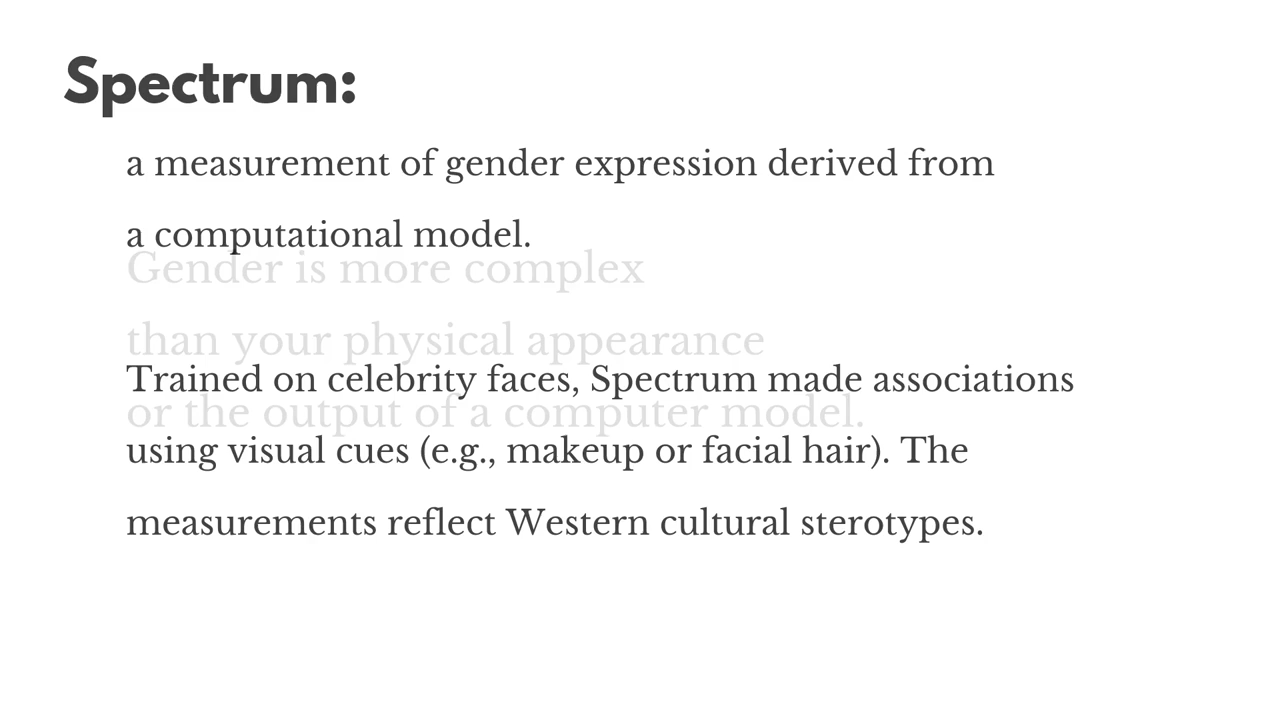 Spectrum:
a measurement of gender expression derived from
a computational model.
Gender is more complex
than your physical appearance
Trained on celebrity faces, Spectrum made associations
or the output of a computer model.
using visual cues (e.g., makeup or facial hair). The
measurements reflect Western cultural sterotypes.